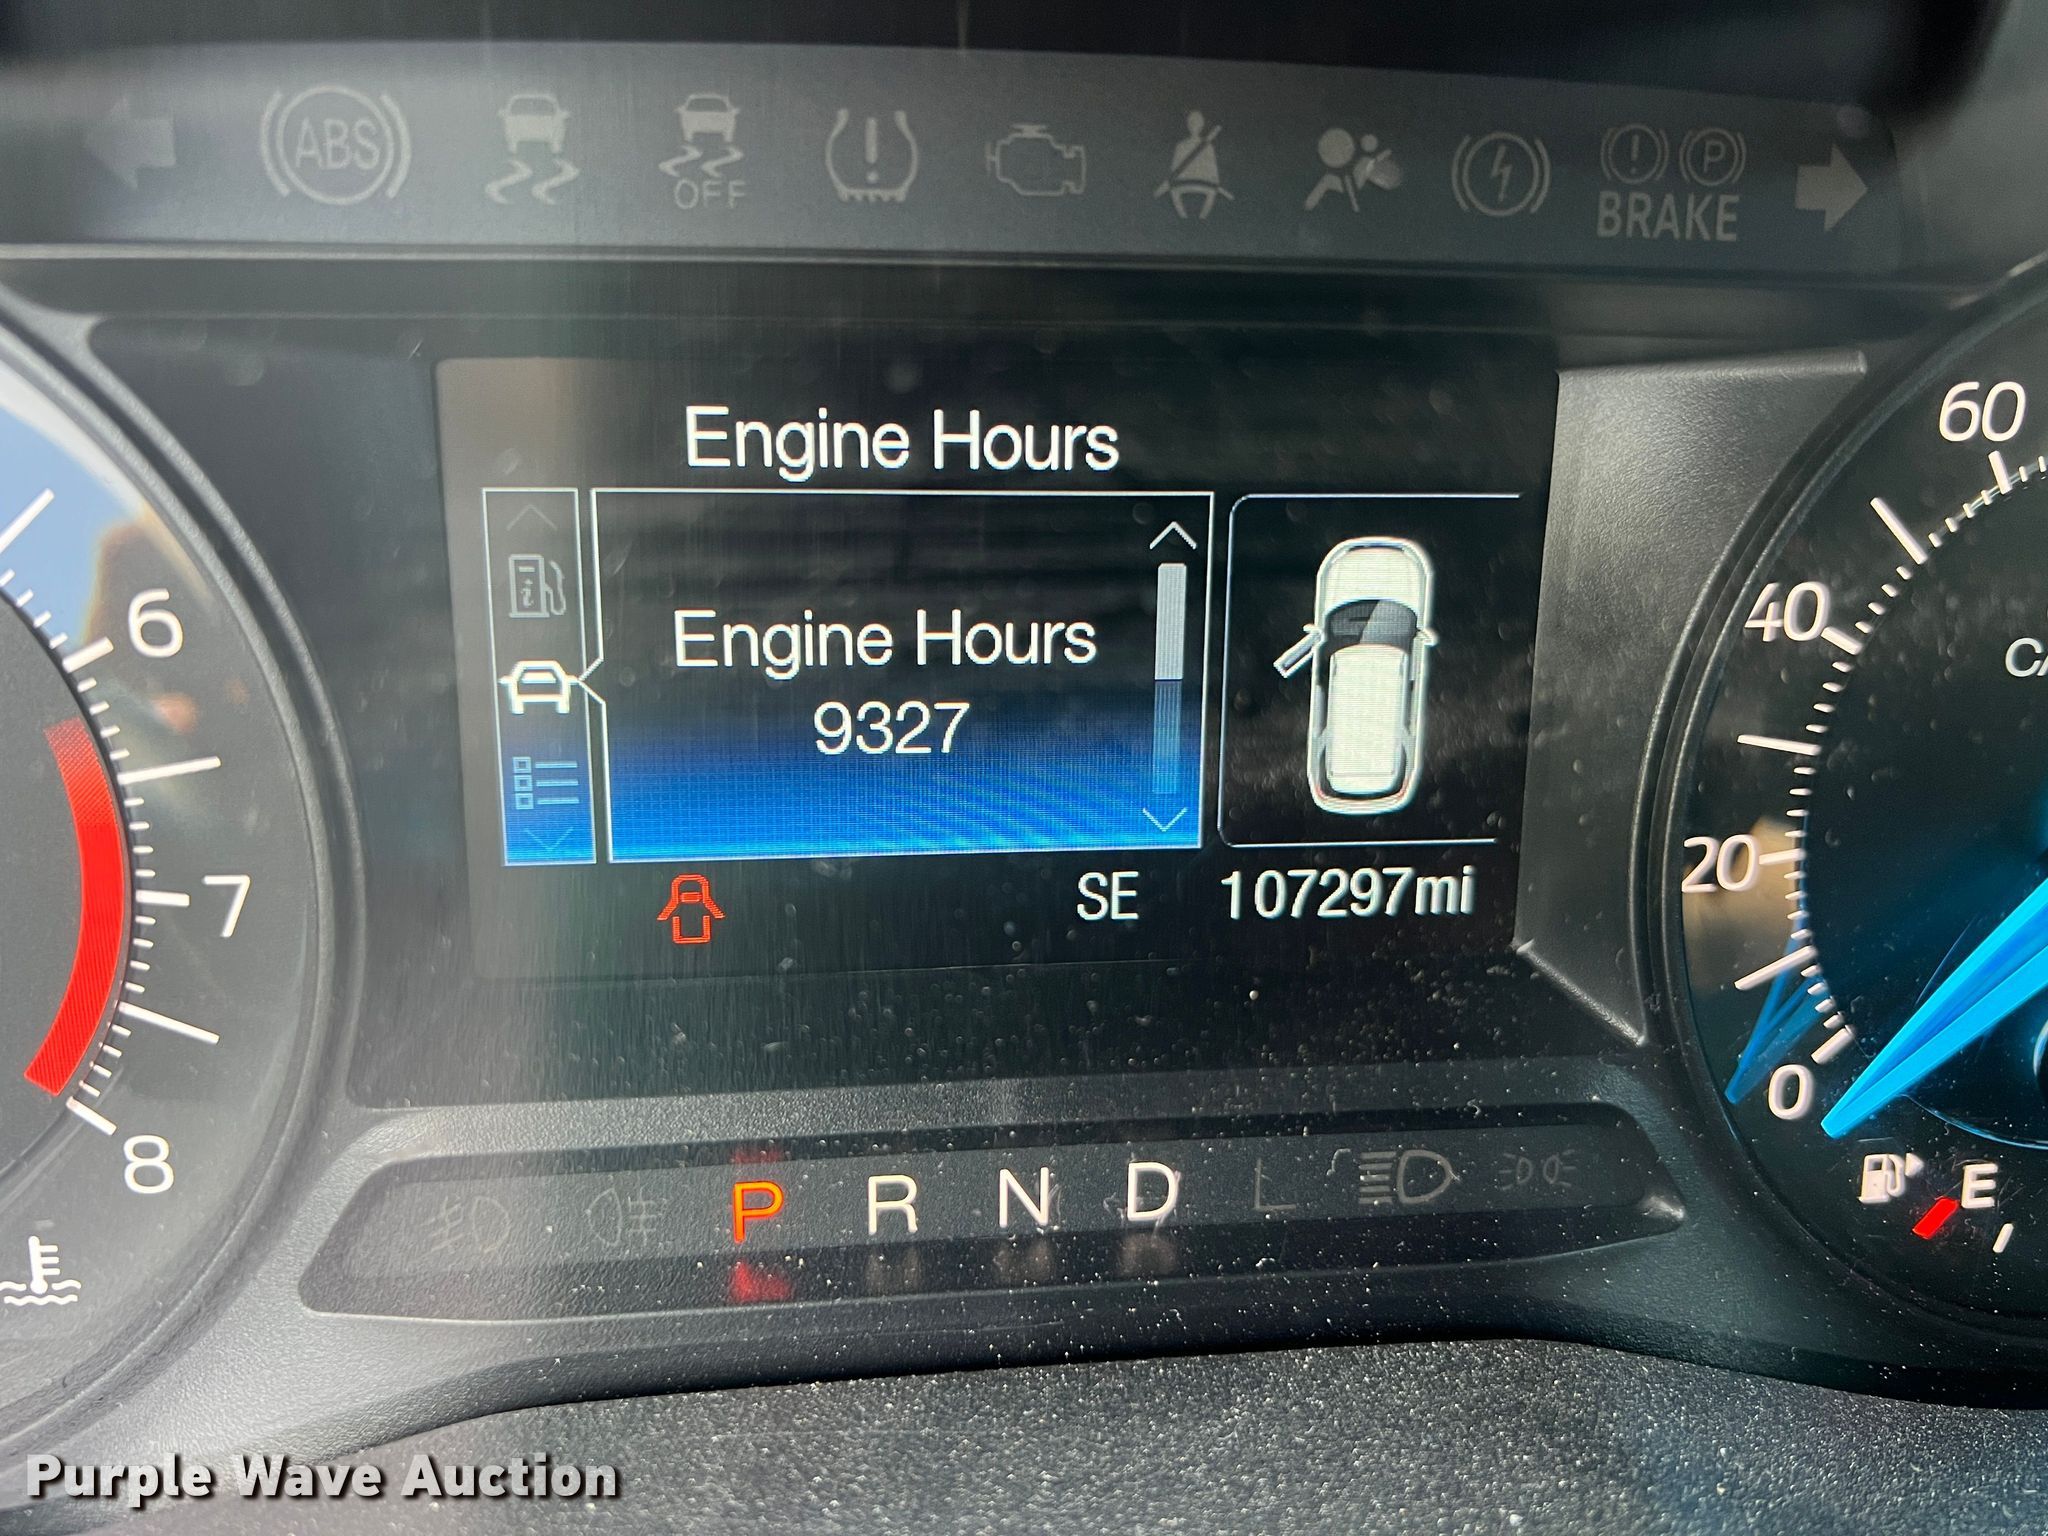 ABS
OFF
BRAKE
P
Engine Hours
Engine Hours
9327
SE 107297mi
6
7
8
60
40
20
0
P R N D L
E
Purple Wave Auction